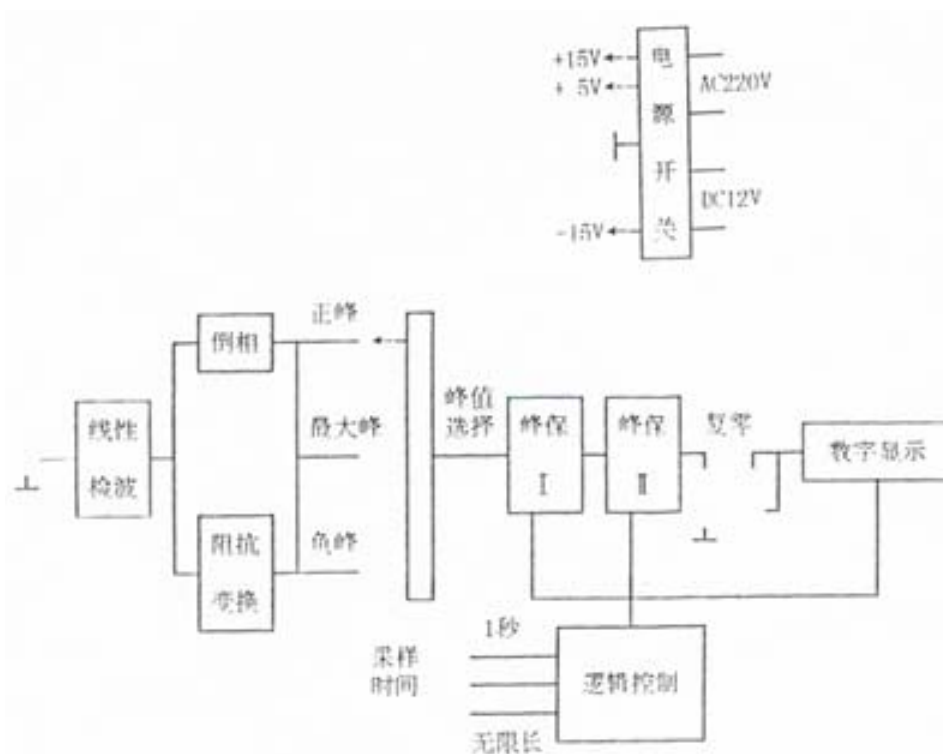 +15V
+ 5V
-15V
电源开关
AC220V
DC12V
线性
检波
倒相
阻抗
变换
正峰
最大峰
负峰
峰值
选择
峰保
I
峰保
II
复零
数字显示
采样
时间
1秒
无限长
逻辑控制